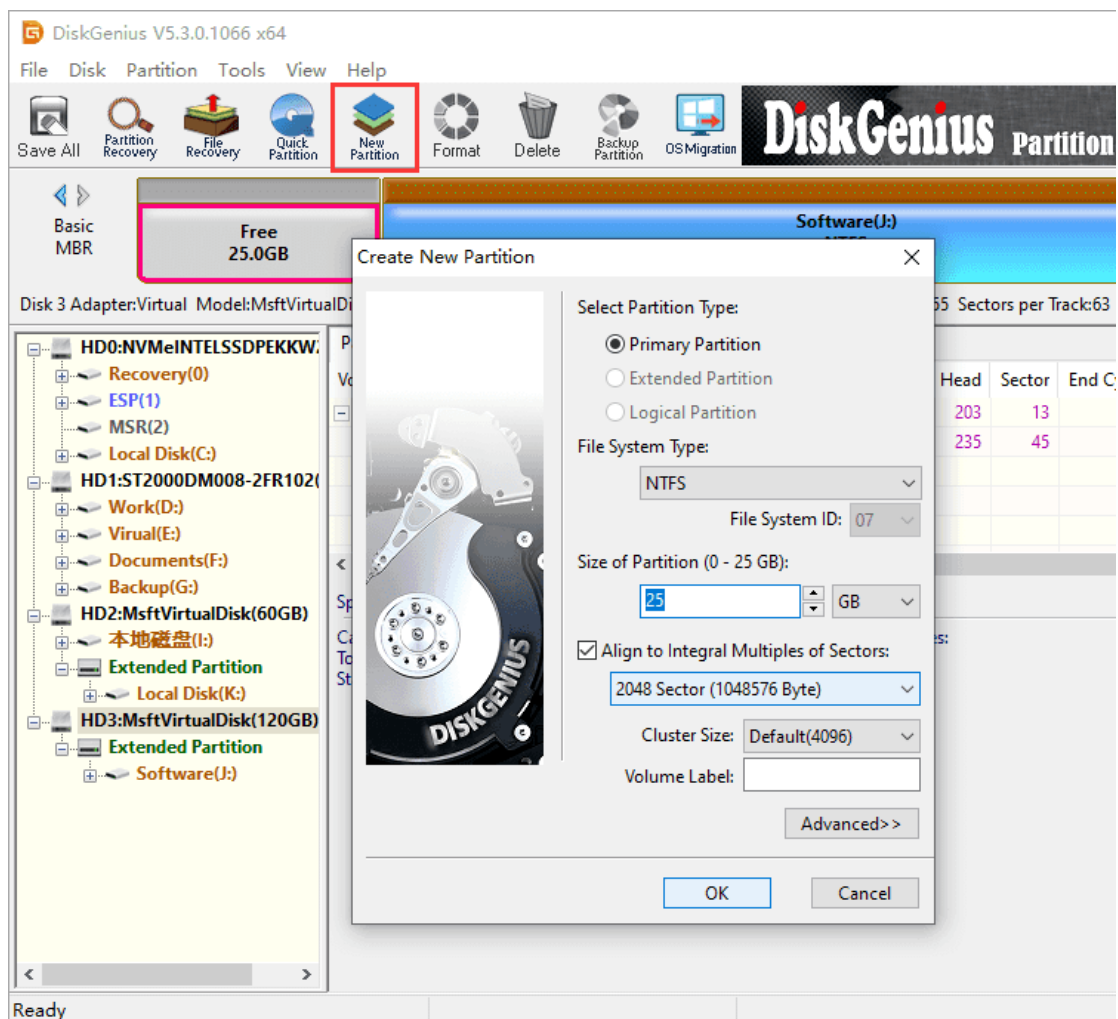 DiskGenius V5.3.0.1066 x64
File Disk Partition Tools View Help
Save All
Partition Recovery
File Recovery
Quick Partition
New Partition
Format
Delete
Backup Partition
OS Migration
DiskGenius Partition
Basic
MBR
Free
25.0GB
Software(J:)
NTFS
Disk 3 Adapter:Virtual Model:MsftVirtualDi
Sectors per Track:63
HD0:NVMeINTELSSDPEKKW
Recovery(0)
ESP(1)
MSR(2)
Local Disk(C:)
HD1:ST2000DM008-2FR102(
Work(D:)
Virual(E:)
Documents(F:)
Backup(G:)
HD2:MsftVirtualDisk(60GB)
本地磁盘(I:)
Extended Partition
Local Disk(K:)
HD3:MsftVirtualDisk(120GB)
Extended Partition
Software(J:)
Create New Partition
Select Partition Type:
Primary Partition
Extended Partition
Logical Partition
File System Type:
NTFS
File System ID: 07
Size of Partition (0 - 25 GB):
25 GB
Align to Integral Multiples of Sectors:
2048 Sector (1048576 Byte)
Cluster Size: Default(4096)
Volume Label:
Advanced>>
OK Cancel
DISKGENIUS
Head Sector End Cy
203 13
235 45
Ready